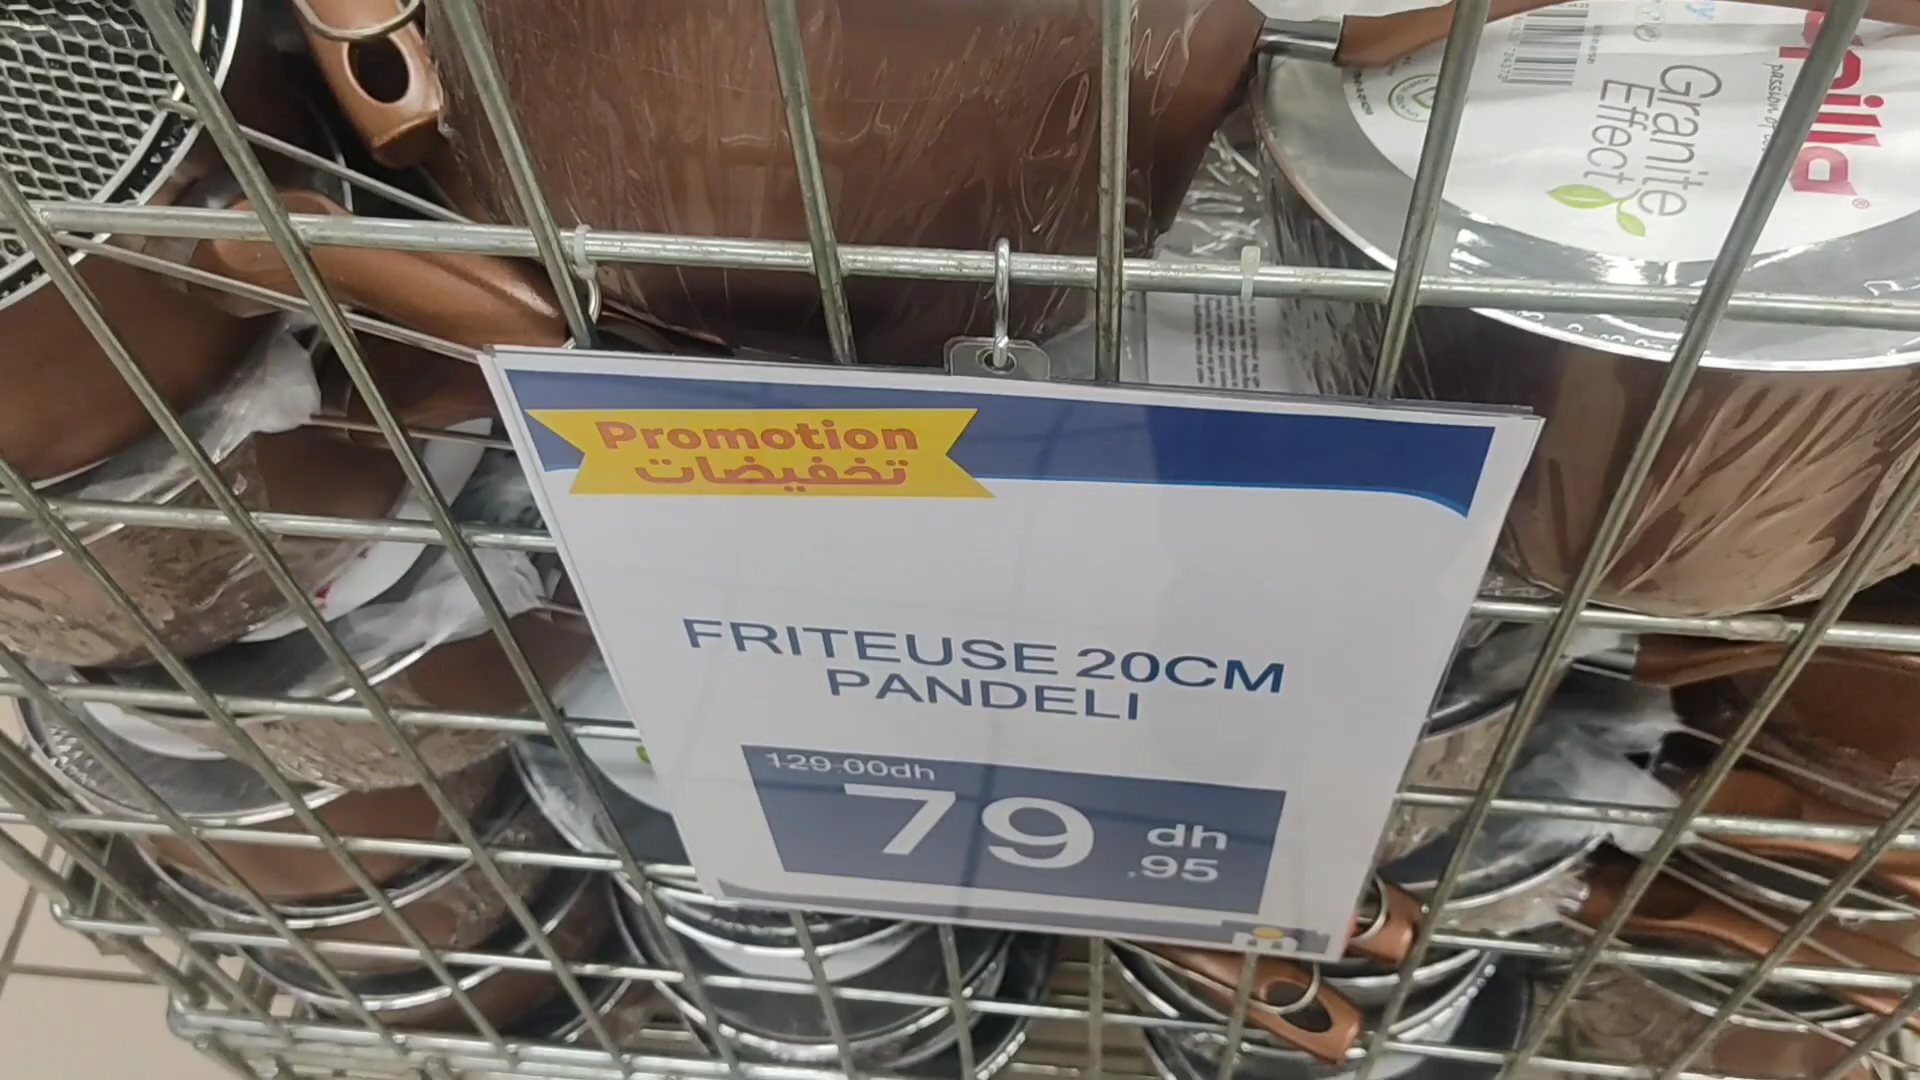 Granite
Effect
Promotion
تخفيضات
FRITEUSE 20CM
PANDELI
129.00dh
79 dh
.95